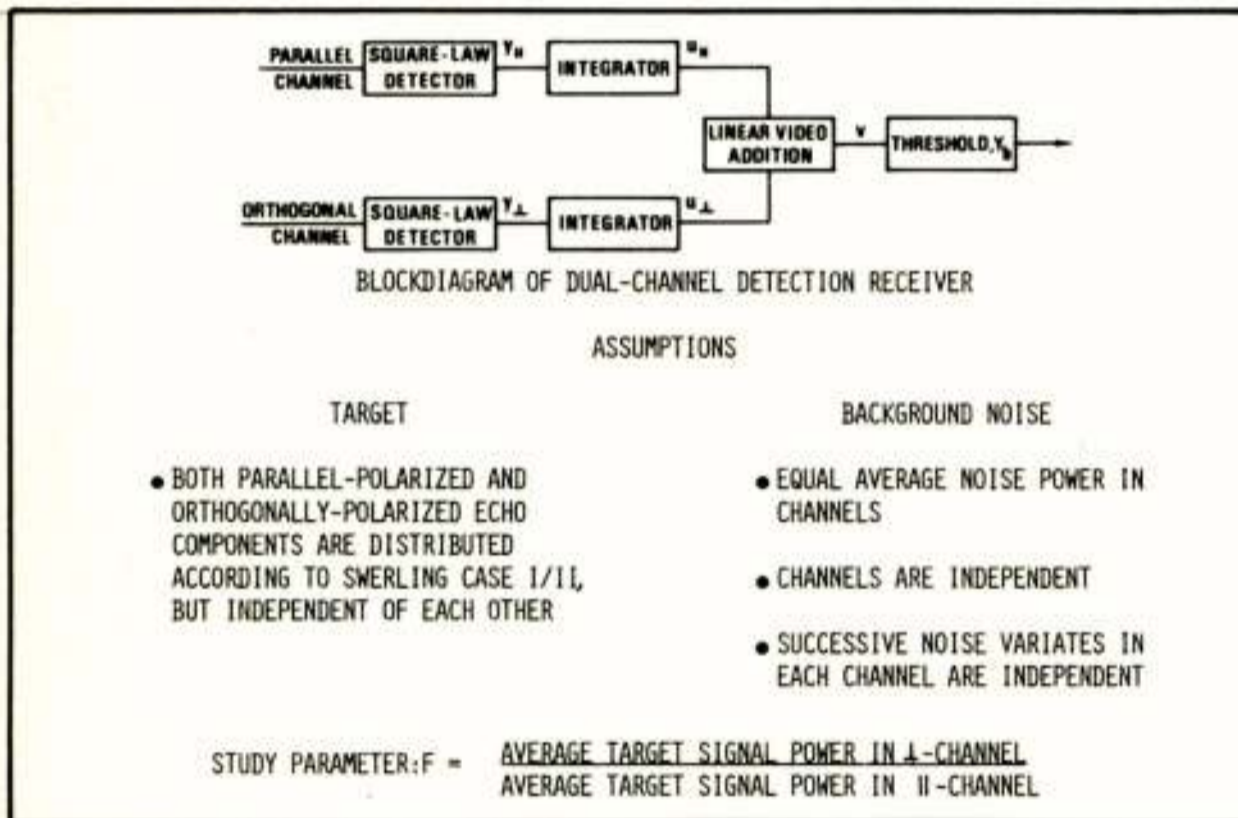 PARALLEL
CHANNEL
SQUARE-LAW
DETECTOR
Y॥
INTEGRATOR
u॥
LINEAR VIDEO
ADDITION
v
THRESHOLD, Yb
ORTHOGONAL
CHANNEL
SQUARE-LAW
DETECTOR
Y⊥
INTEGRATOR
u⊥
BLOCKDIAGRAM OF DUAL-CHANNEL DETECTION RECEIVER
ASSUMPTIONS
TARGET
• BOTH PARALLEL-POLARIZED AND
ORTHOGONALLY-POLARIZED ECHO
COMPONENTS ARE DISTRIBUTED
ACCORDING TO SWERLING CASE I/II,
BUT INDEPENDENT OF EACH OTHER
BACKGROUND NOISE
• EQUAL AVERAGE NOISE POWER IN
CHANNELS
• CHANNELS ARE INDEPENDENT
• SUCCESSIVE NOISE VARIATES IN
EACH CHANNEL ARE INDEPENDENT
STUDY PARAMETER: F =
AVERAGE TARGET SIGNAL POWER IN ⊥-CHANNEL
AVERAGE TARGET SIGNAL POWER IN ॥-CHANNEL